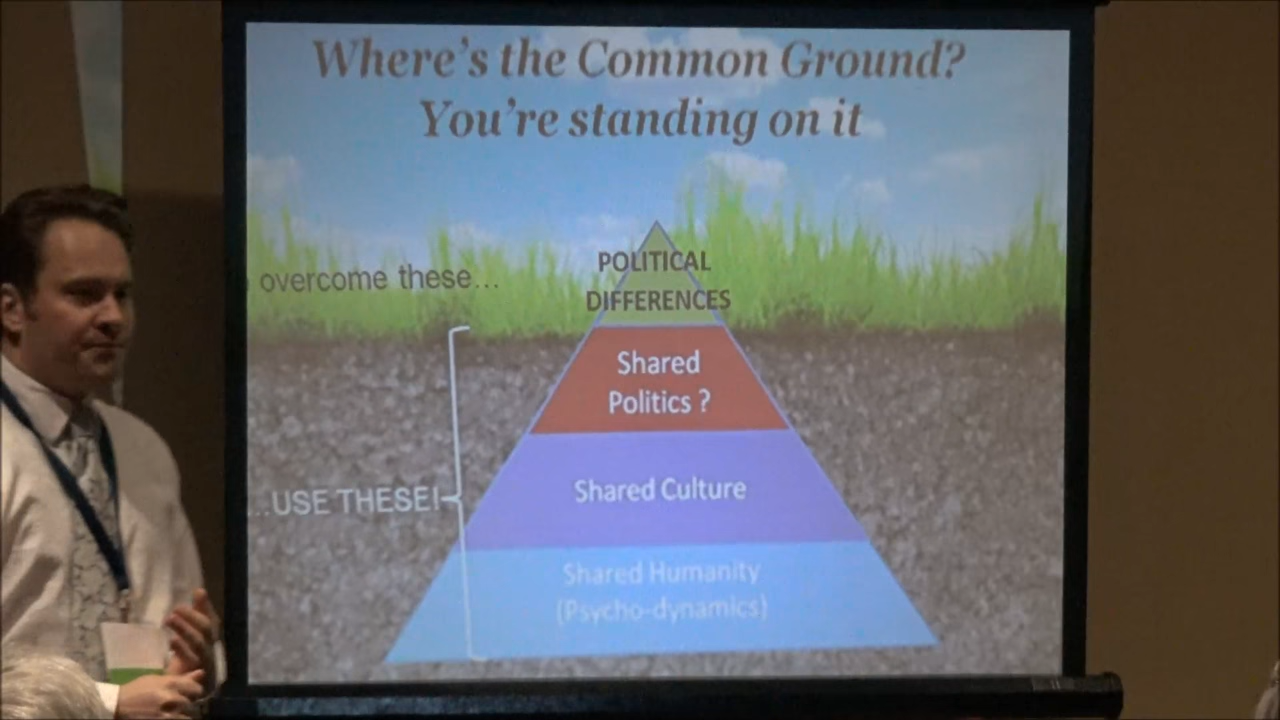 Where's the Common Ground?
You're standing on it
overcome these...
POLITICAL
DIFFERENCES
Shared
Politics ?
...USE THESE!
Shared Culture
Shared Humanity
(Psycho-dynamics)